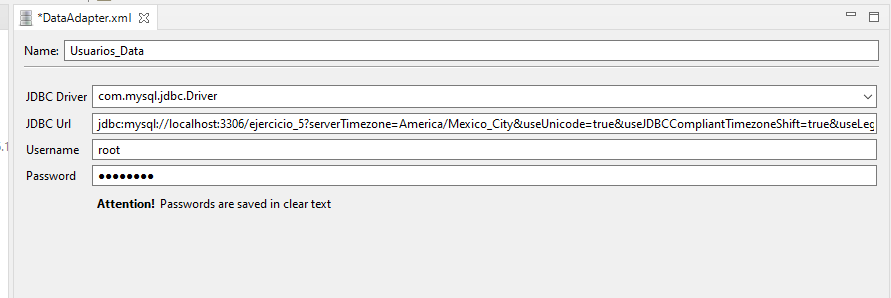 *DataAdapter.xml
Name: Usuarios_Data
JDBC Driver com.mysql.jdbc.Driver
JDBC Url jdbc:mysql://localhost:3306/ejercicio_5?serverTimezone=America/Mexico_City&useUnicode=true&useJDBCCompliantTimezoneShift=true&useLeg
Username root
Password ●●●●●●●●
Attention! Passwords are saved in clear text